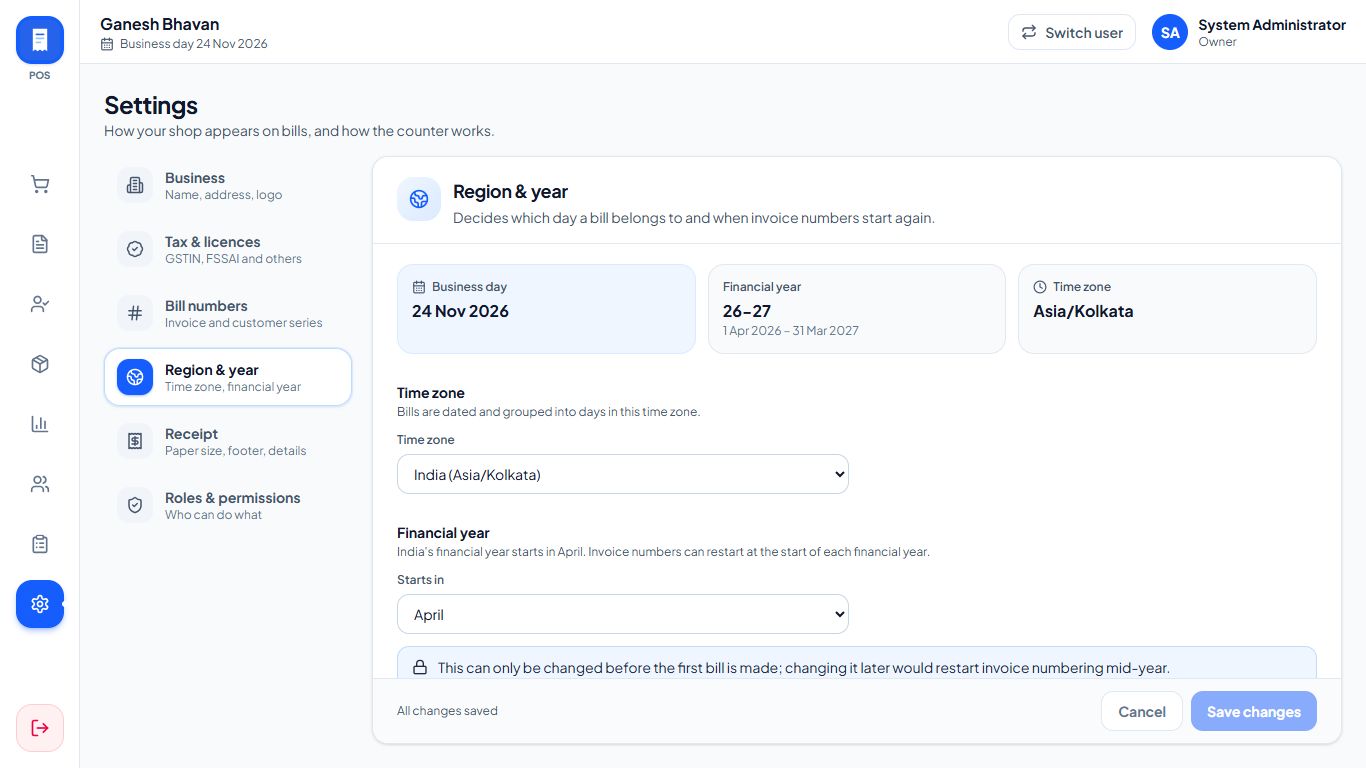 POS
Ganesh Bhavan
Business day 24 Nov 2026
Switch user
SA
System Administrator
Owner
Settings
How your shop appears on bills, and how the counter works.
Business
Name, address, logo
Tax & licences
GSTIN, FSSAI and others
Bill numbers
Invoice and customer series
Region & year
Time zone, financial year
Receipt
Paper size, footer, details
Roles & permissions
Who can do what
Region & year
Decides which day a bill belongs to and when invoice numbers start again.
Business day
24 Nov 2026
Financial year
26–27
1 Apr 2026 – 31 Mar 2027
Time zone
Asia/Kolkata
Time zone
Bills are dated and grouped into days in this time zone.
Time zone
India (Asia/Kolkata)
Financial year
India's financial year starts in April. Invoice numbers can restart at the start of each financial year.
Starts in
April
This can only be changed before the first bill is made; changing it later would restart invoice numbering mid-year.
All changes saved
Cancel
Save changes